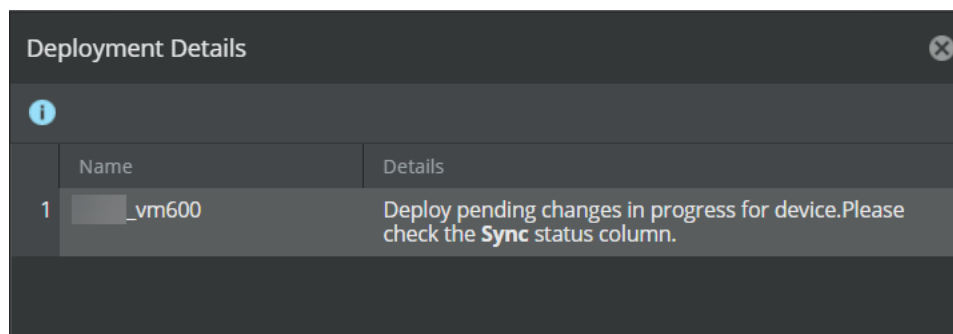 Deployment Details
Name Details
1 _vm600 Deploy pending changes in progress for device.Please
check the Sync status column.